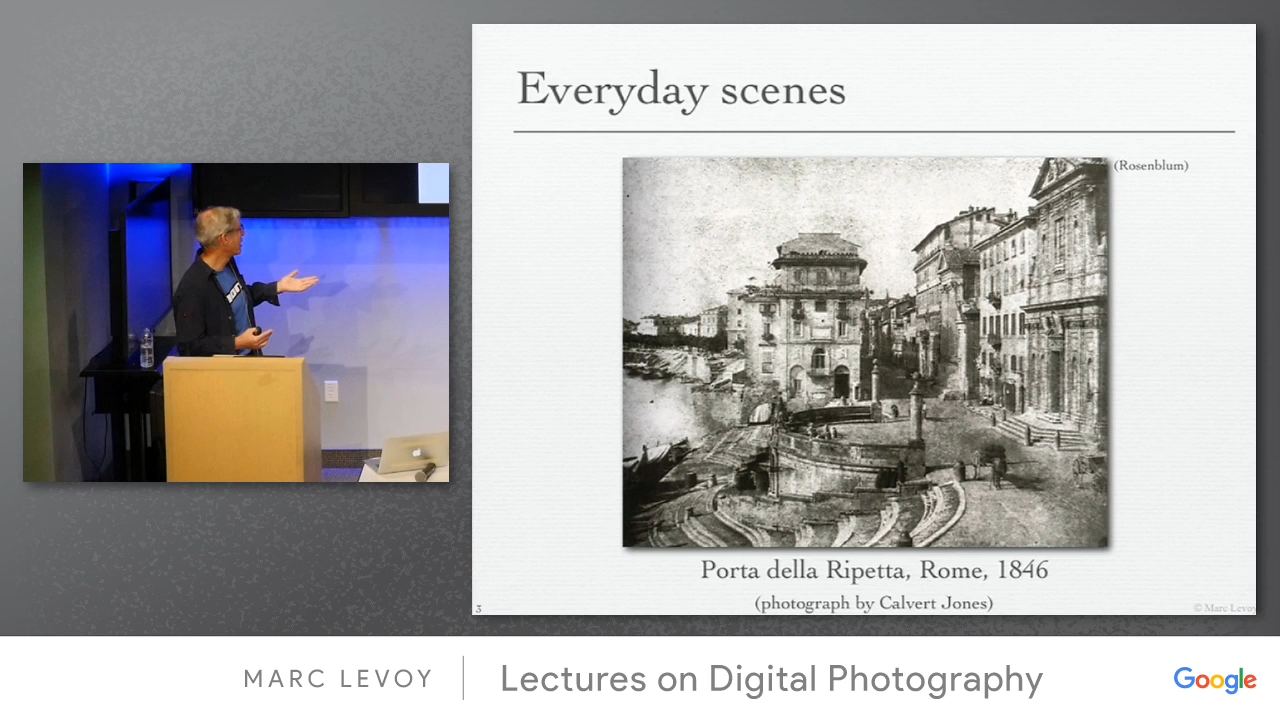 Everyday scenes
(Rosenblum)
Porta della Ripetta, Rome, 1846
(photograph by Calvert Jones)
3
© Marc Levoy
MARC LEVOY
Lectures on Digital Photography
Google